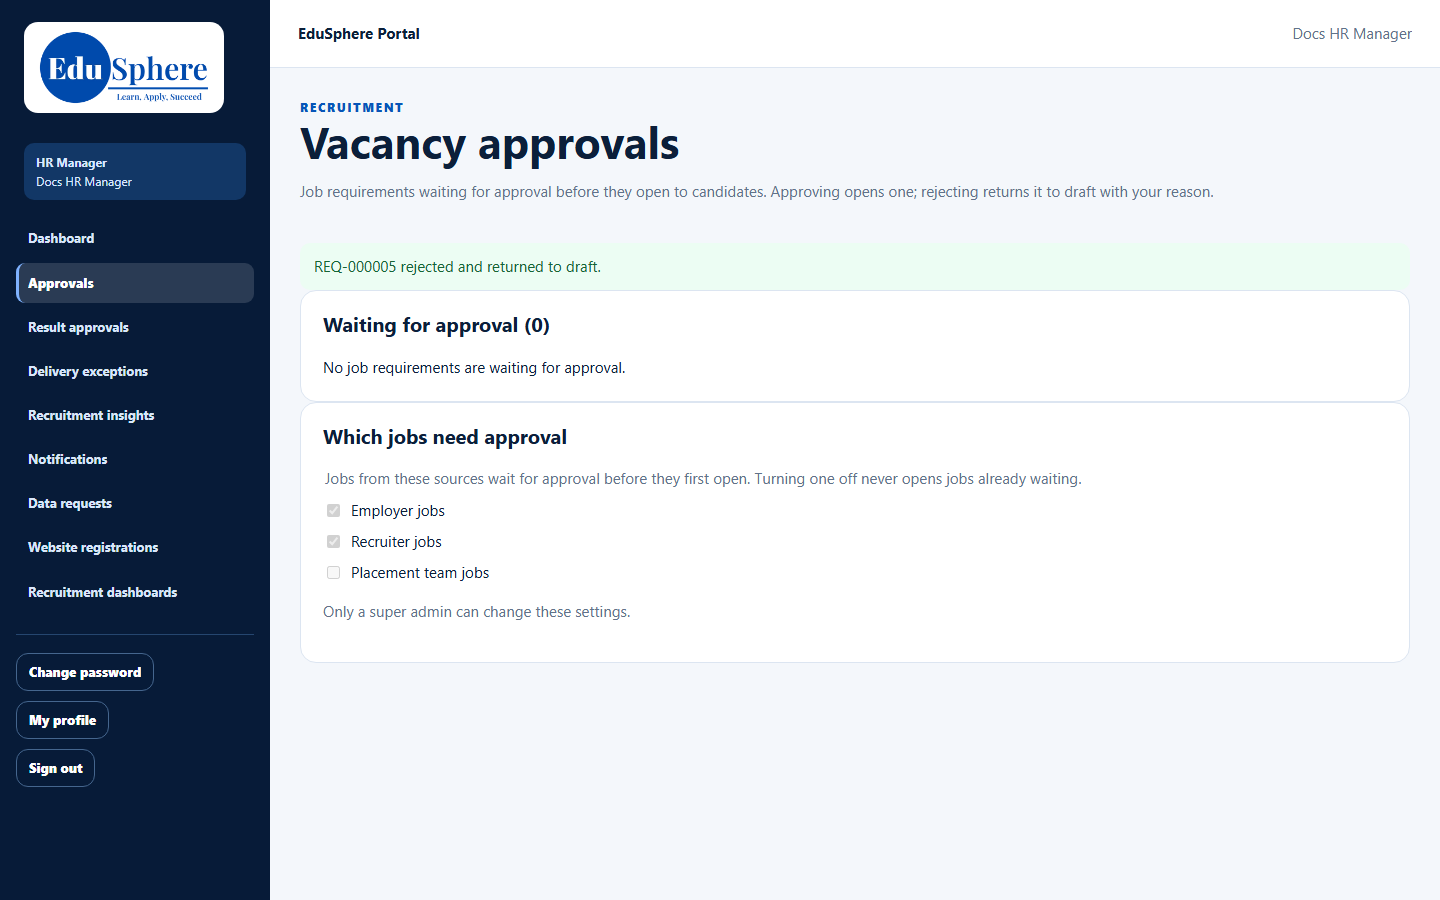 EduSphere
Learn. Apply, Succeed
HR Manager
Docs HR Manager
Dashboard
Approvals
Result approvals
Delivery exceptions
Recruitment insights
Notifications
Data requests
Website registrations
Recruitment dashboards
Change password
My profile
Sign out
EduSphere Portal
Docs HR Manager
RECRUITMENT
Vacancy approvals
Job requirements waiting for approval before they open to candidates. Approving opens one; rejecting returns it to draft with your reason.
REQ-000005 rejected and returned to draft.
Waiting for approval (0)
No job requirements are waiting for approval.
Which jobs need approval
Jobs from these sources wait for approval before they first open. Turning one off never opens jobs already waiting.
Employer jobs
Recruiter jobs
Placement team jobs
Only a super admin can change these settings.